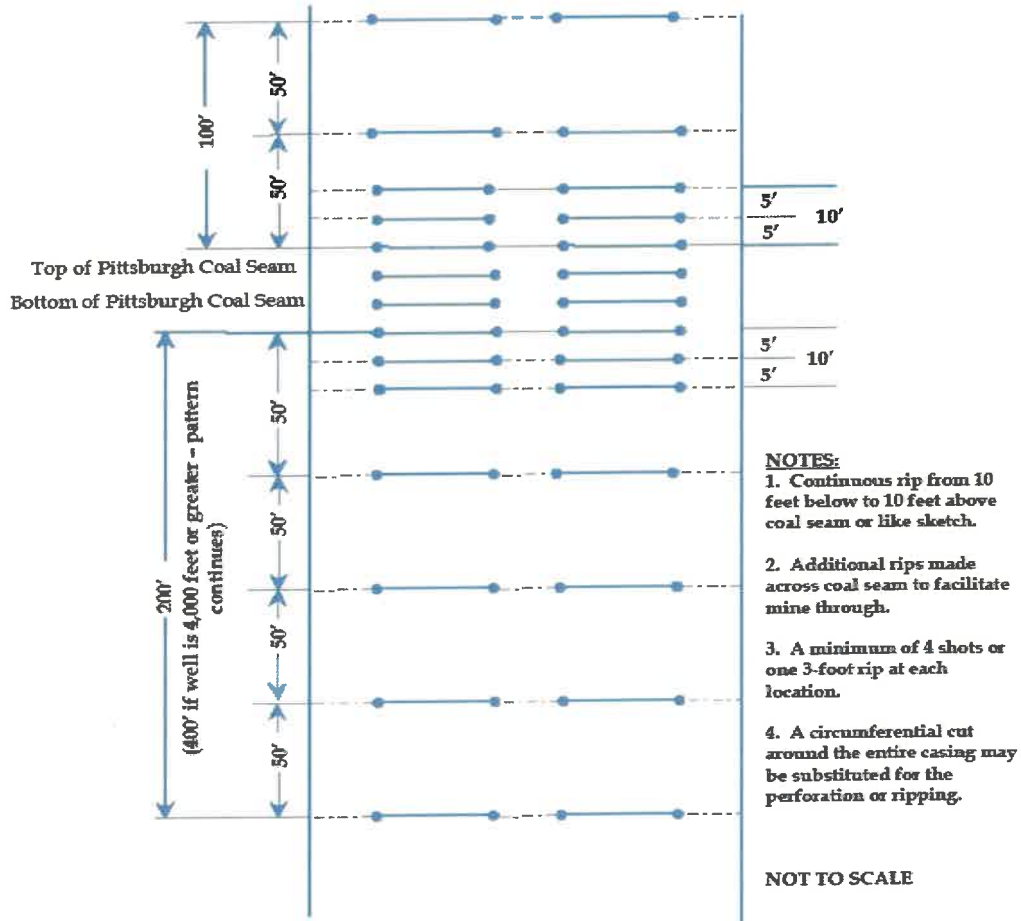 100'
50'
50'
5'
5'
10'
Top of Pittsburgh Coal Seam
Bottom of Pittsburgh Coal Seam
5'
5'
10'
200'
(400' if well is 4,000 feet or greater – pattern
continues)
50'
50'
50'
50'
NOTES:
1. Continuous rip from 10
feet below to 10 feet above
coal seam or like sketch.
2. Additional rips made
across coal seam to facilitate
mine through.
3. A minimum of 4 shots or
one 3-foot rip at each
location.
4. A circumferential cut
around the entire casing may
be substituted for the
perforation or ripping.
NOT TO SCALE